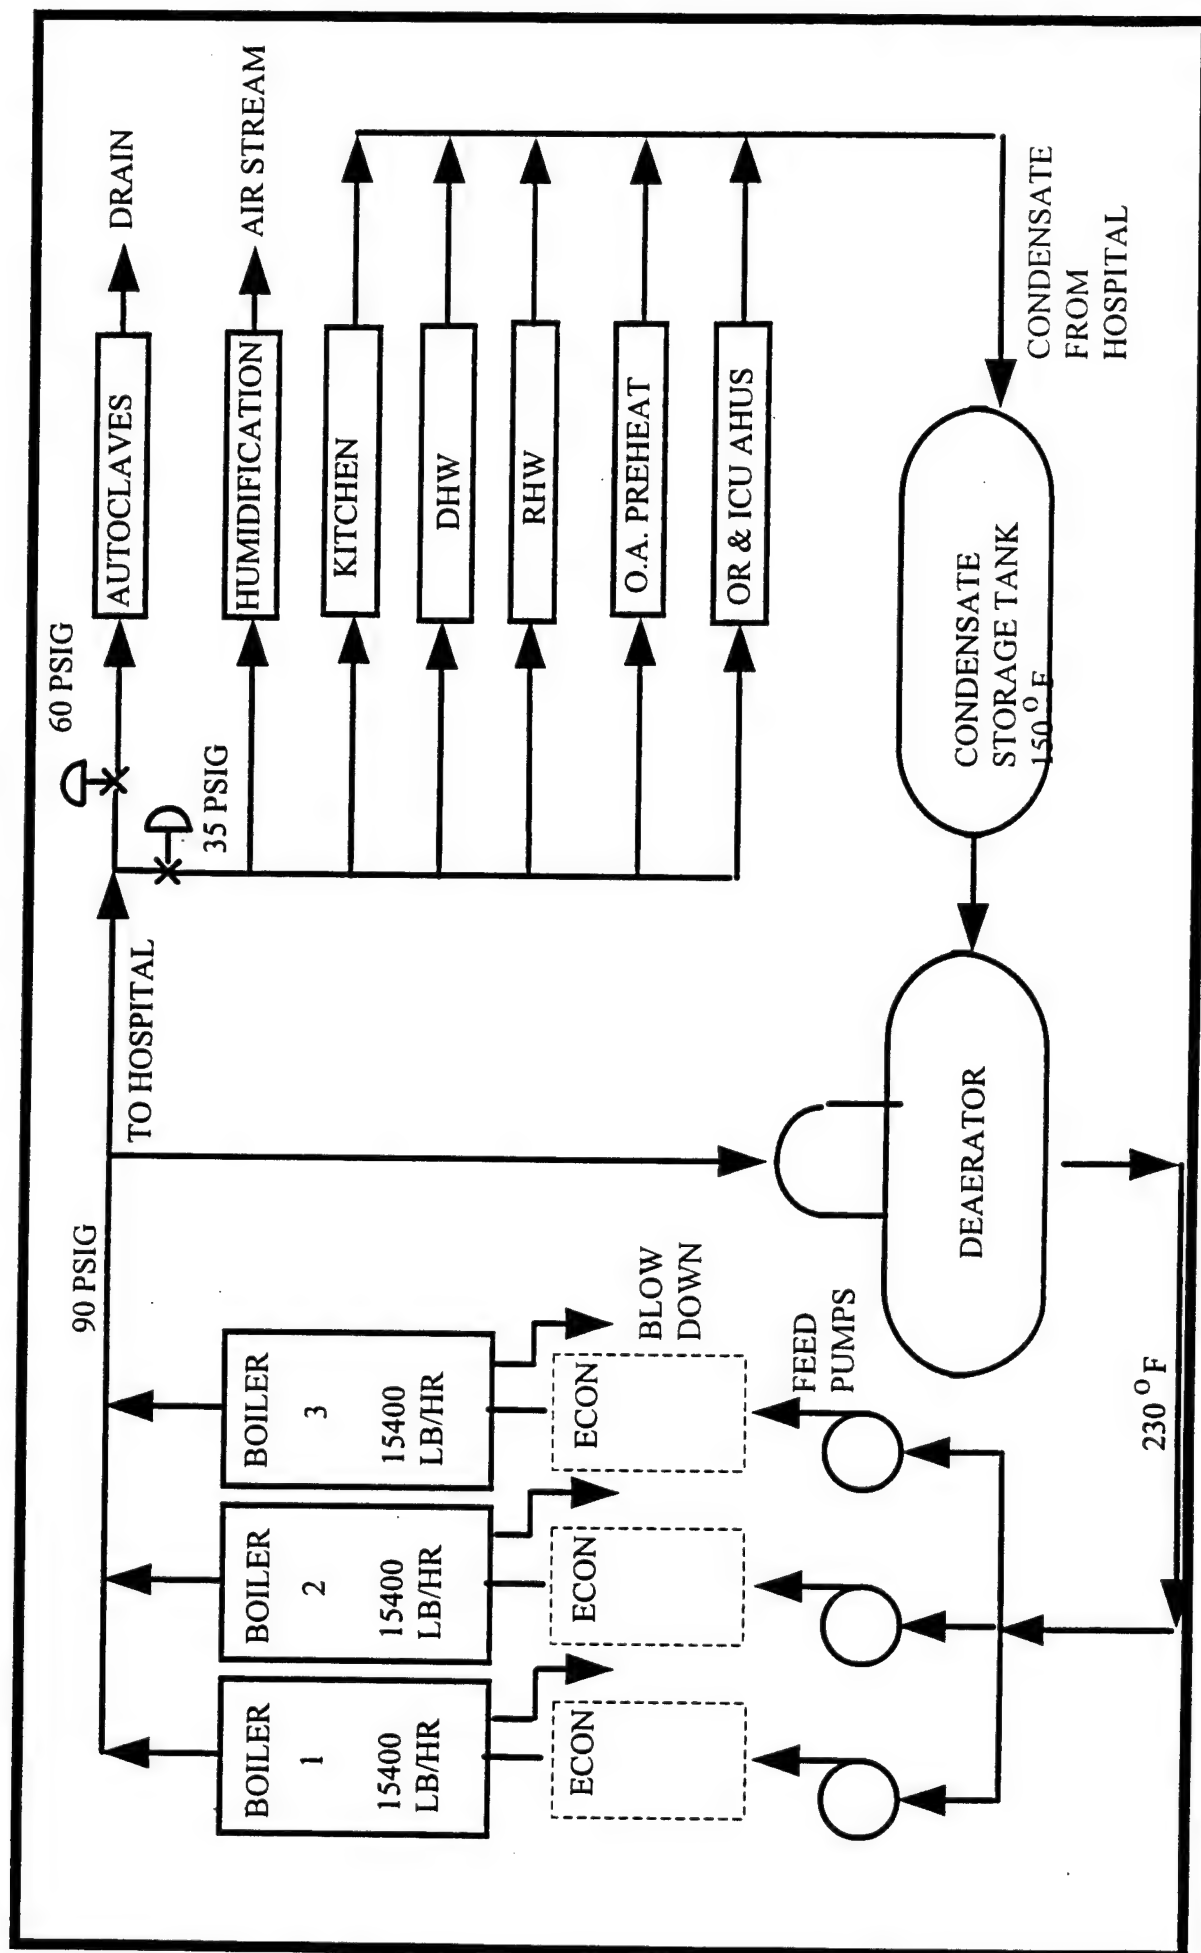 90 PSIG
TO HOSPITAL
60 PSIG
35 PSIG
AUTOCLAVES
DRAIN
HUMIDIFICATION
AIR STREAM
KITCHEN
DHW
RHW
O.A. PREHEAT
OR & ICU AHUS
BOILER
1
15400
LB/HR
BOILER
2
15400
LB/HR
BOILER
3
15400
LB/HR
ECON
ECON
ECON
BLOW
DOWN
FEED
PUMPS
DEAERATOR
CONDENSATE
STORAGE TANK
150 °F
CONDENSATE
FROM
HOSPITAL
230 °F